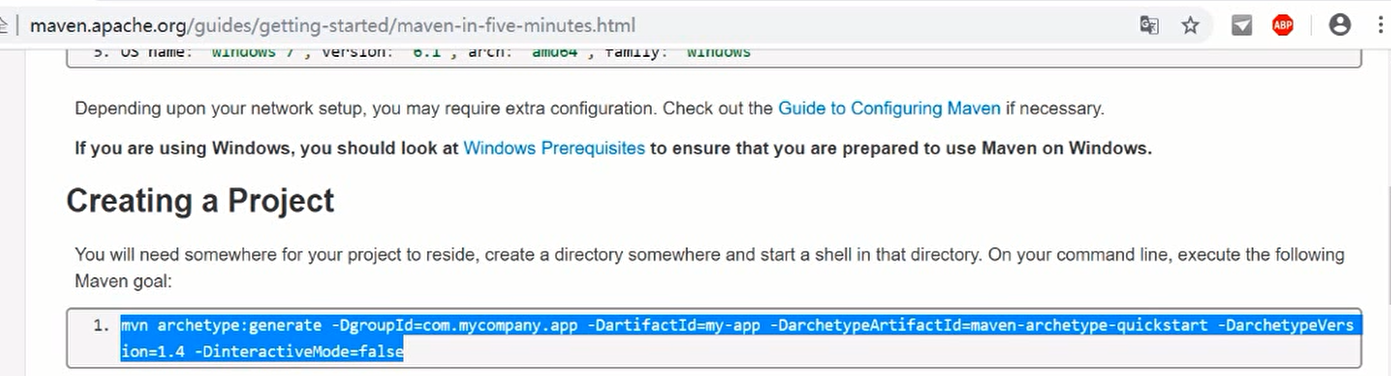 maven.apache.org/guides/getting-started/maven-in-five-minutes.html
ABP
5. OS name: "windows 7", version: "6.1", arch: "amd64", family: "windows"
Depending upon your network setup, you may require extra configuration. Check out the Guide to Configuring Maven if necessary.
If you are using Windows, you should look at Windows Prerequisites to ensure that you are prepared to use Maven on Windows.
Creating a Project
You will need somewhere for your project to reside, create a directory somewhere and start a shell in that directory. On your command line, execute the following
Maven goal:
1. mvn archetype:generate -DgroupId=com.mycompany.app -DartifactId=my-app -DarchetypeArtifactId=maven-archetype-quickstart -DarchetypeVers
ion=1.4 -DinteractiveMode=false